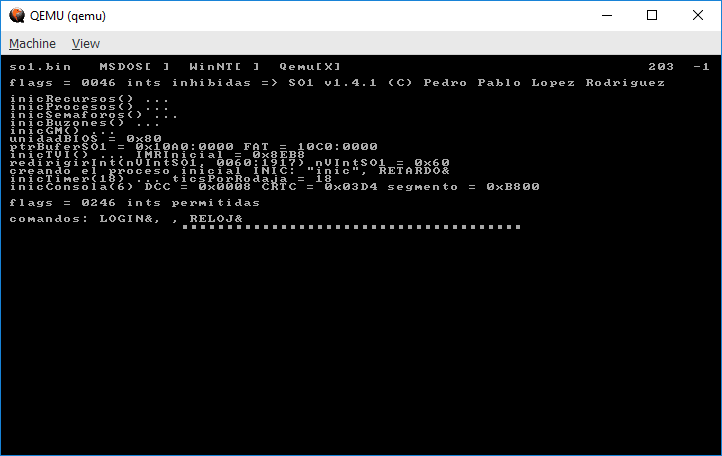 QEMU (qemu)
Machine View
so1.bin MSDOS[ ] WinNT[ ] Qemu[X] 203 -1
flags = 0046 ints inhibidas => SO1 v1.4.1 (C) Pedro Pablo Lopez Rodriguez
inicRecursos() ...
inicProcesos() ...
inicSemaforos() ...
inicBuzones() ...
inicGM() ...
unidadBIOS = 0x80
ptrBuferSO1 = 0x10A0:0000 FAT = 10C0:0000
inicTVI() ... IMRInicial = 0x8EB8
redirigirInt(nVIntSO1, 0060:1917) nVIntSO1 = 0x60
creando el proceso inicial INIC: "inic", RETARDO&
inicTimer(18) ... ticsPorRodaja = 18
inicConsola(6) DCC = 0x0008 CRTC = 0x03D4 segmento = 0xB800
flags = 0246 ints permitidas
comandos: LOGIN&, , RELOJ&